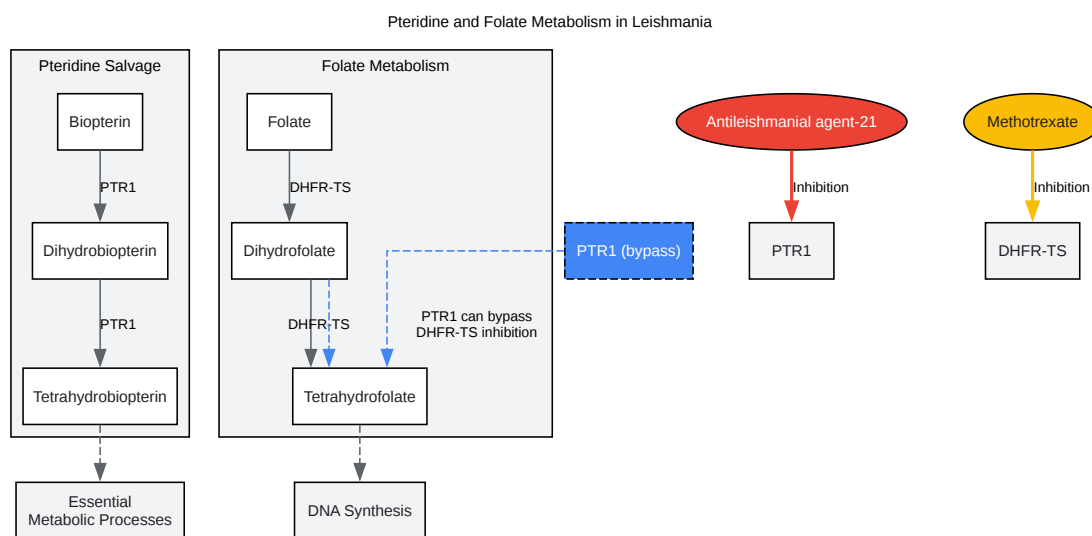 Pteridine and Folate Metabolism in Leishmania
Pteridine Salvage
Biopterin
PTR1
Dihydrobiopterin
PTR1
Tetrahydrobiopterin
Essential
Metabolic Processes
Folate Metabolism
Folate
DHFR-TS
Dihydrofolate
DHFR-TS
PTR1 can bypass
DHFR-TS inhibition
Tetrahydrofolate
DNA Synthesis
PTR1 (bypass)
Antileishmanial agent-21
Inhibition
PTR1
Methotrexate
Inhibition
DHFR-TS